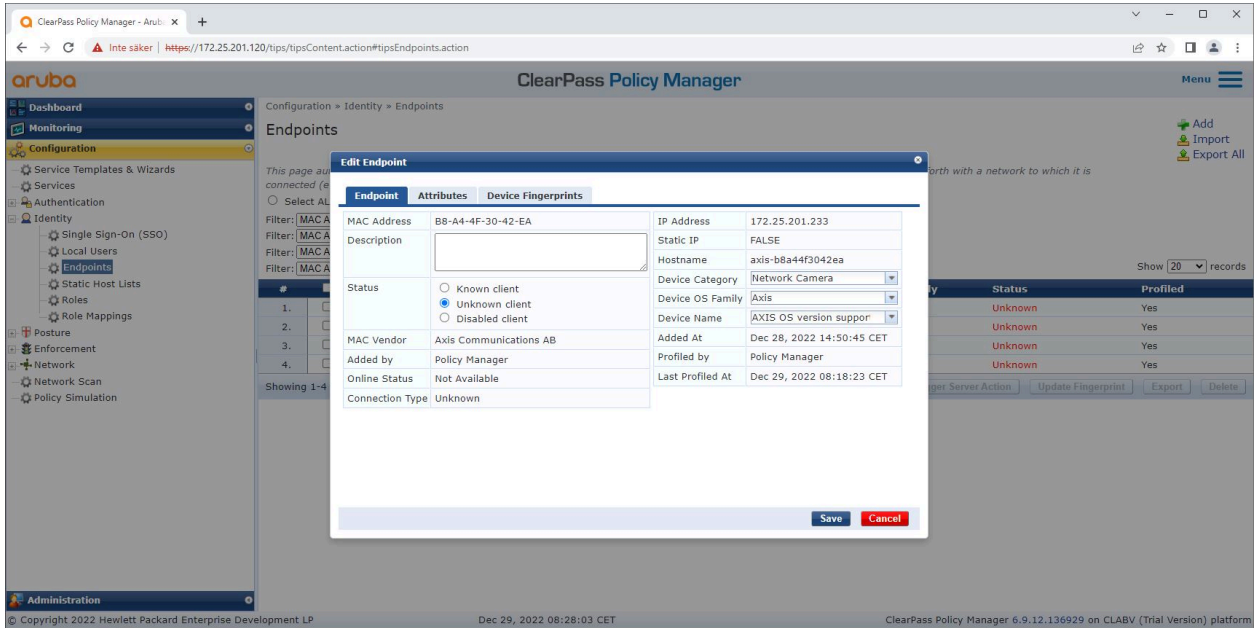 ClearPass Policy Manager - Arub
Inte säker | https://172.25.201.120/tips/tipsContent.action#tipsEndpoints.action
aruba
ClearPass Policy Manager
Menu
Dashboard
Monitoring
Configuration
Service Templates & Wizards
Services
Authentication
Identity
Single Sign-On (SSO)
Local Users
Endpoints
Static Host Lists
Roles
Role Mappings
Posture
Enforcement
Network
Network Scan
Policy Simulation
Administration
Configuration » Identity » Endpoints
Endpoints
Add
Import
Export All
This page au
orth with a network to which it is
connected (e
Select AL
Filter: MAC A
Filter: MAC A
Filter: MAC A
Filter: MAC A
Show 20 records
# ly Status Profiled
1. Unknown Yes
2. Unknown Yes
3. Unknown Yes
4. Unknown Yes
Showing 1-4
ger Server Action Update Fingerprint Export Delete
Edit Endpoint
Endpoint Attributes Device Fingerprints
MAC Address B8-A4-4F-30-42-EA
Description
Status
Known client
Unknown client
Disabled client
MAC Vendor Axis Communications AB
Added by Policy Manager
Online Status Not Available
Connection Type Unknown
IP Address 172.25.201.233
Static IP FALSE
Hostname axis-b8a44f3042ea
Device Category Network Camera
Device OS Family Axis
Device Name AXIS OS version suppor
Added At Dec 28, 2022 14:50:45 CET
Profiled by Policy Manager
Last Profiled At Dec 29, 2022 08:18:23 CET
Save Cancel
© Copyright 2022 Hewlett Packard Enterprise Development LP
Dec 29, 2022 08:28:03 CET
ClearPass Policy Manager 6.9.12.136929 on CLABV (Trial Version) platform